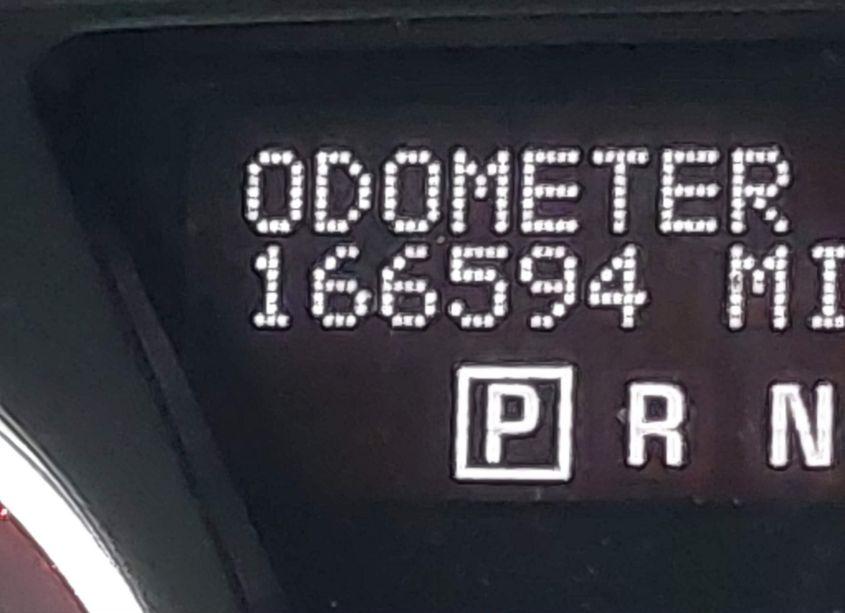 ODOMETER
166594 MI
P R N